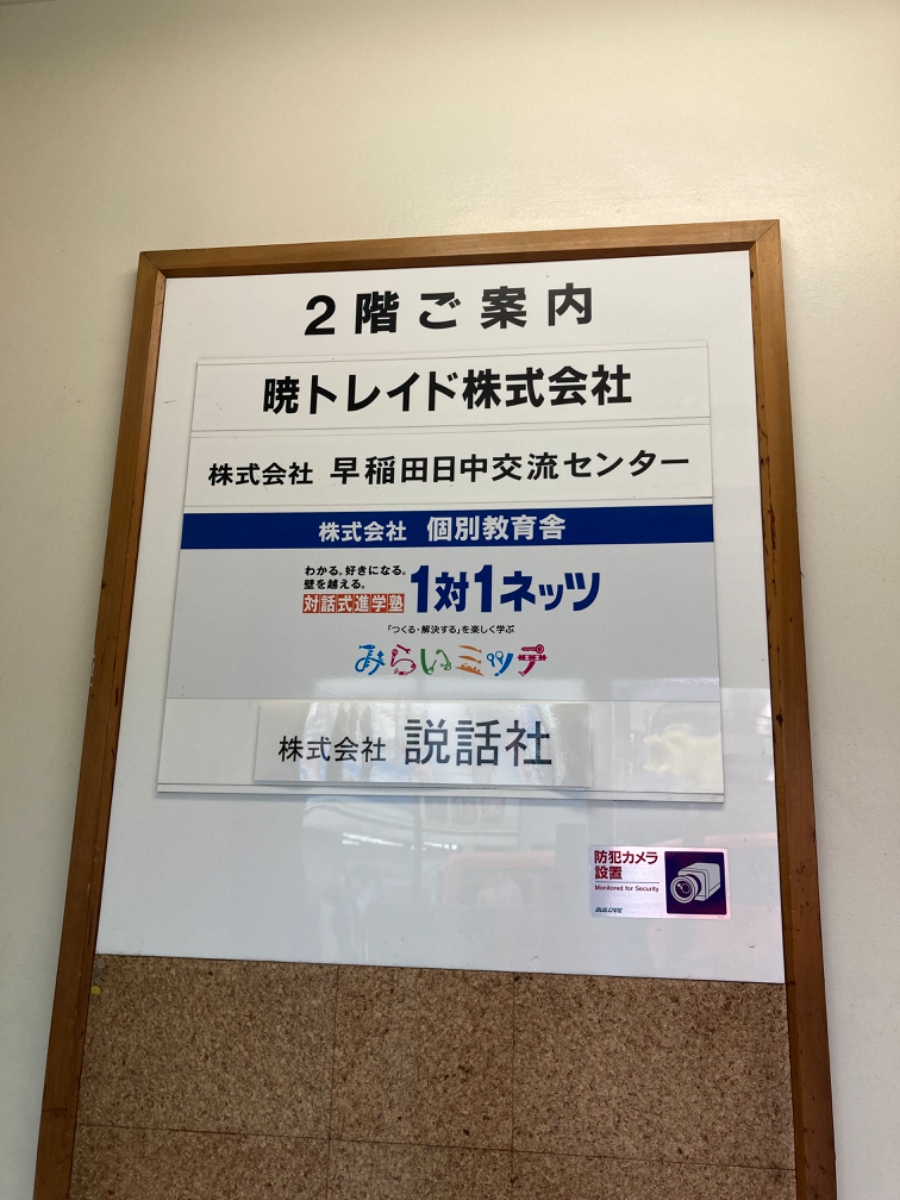 2階ご案内
暁トレイド株式会社
株式会社 早稲田日中交流センター
株式会社 個別教育舎
わかる。好きになる。
壁を越える。
対話式進学塾 1対1ネッツ
「つくる・解決する」を楽しく学ぶ
みらいミッテ
株式会社 説話社
防犯カメラ
設置
Monitored for Security